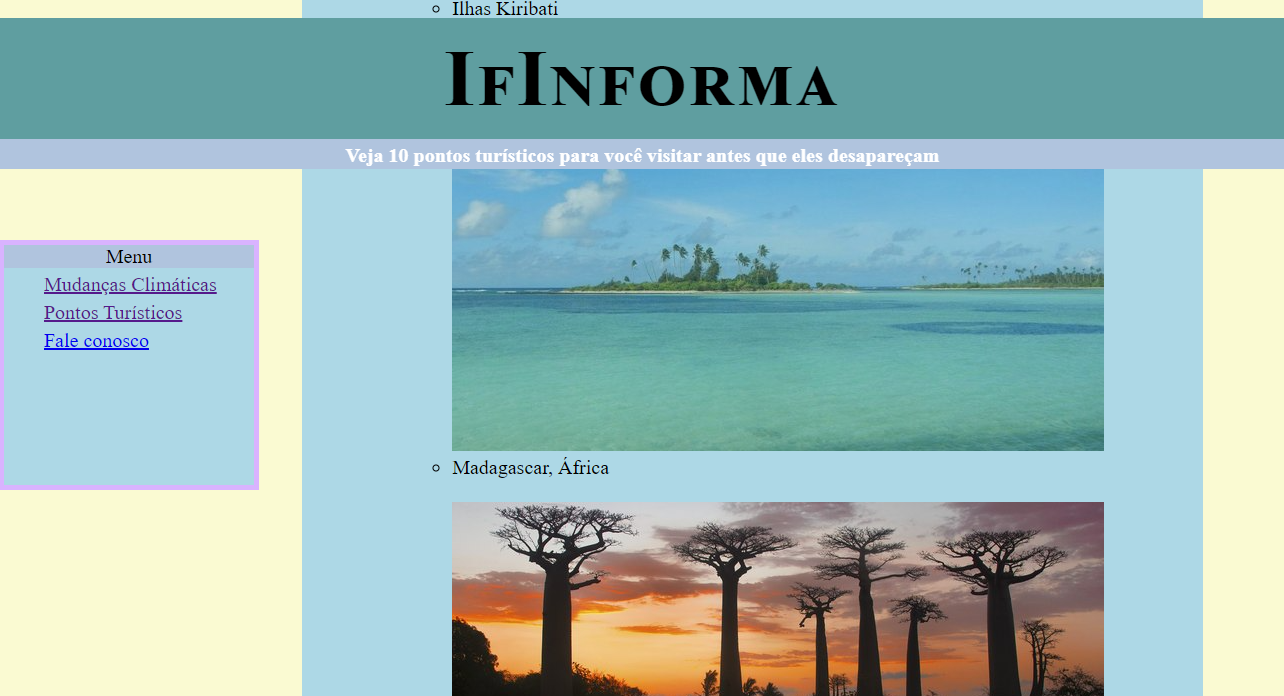 Ilhas Kiribati
IfInforma
Veja 10 pontos turísticos para você visitar antes que eles desapareçam
Menu
Mudanças Climáticas
Pontos Turísticos
Fale conosco
Madagascar, África